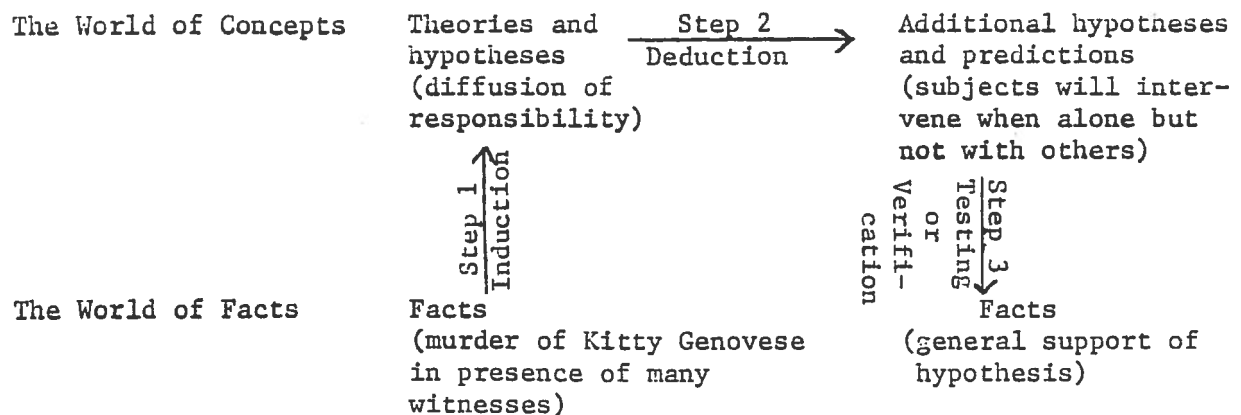 The World of Concepts
Theories and
hypotheses
(diffusion of
responsibility)
Step 2
Deduction
Additional hypotheses
and predictions
(subjects will inter-
vene when alone but
not with others)
Step 1
Induction
Step 3
Testing
or
Verifi-
cation
The World of Facts
Facts
(murder of Kitty Genovese
in presence of many
witnesses)
Facts
(general support of
hypothesis)